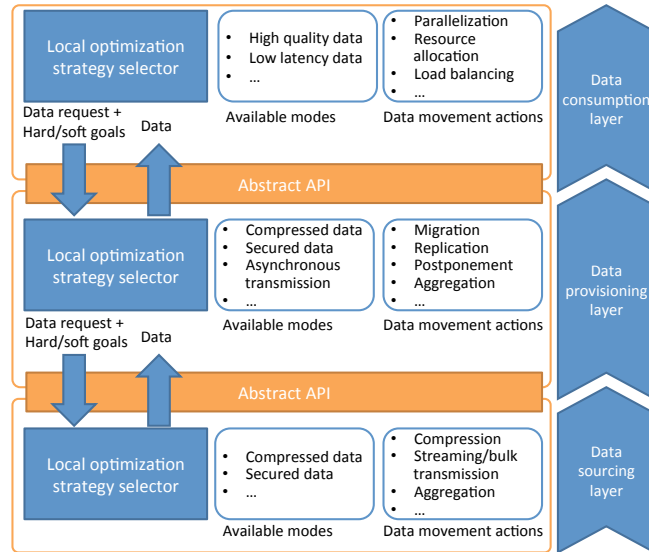 Local optimization
strategy selector
• High quality data
• Low latency data
• ...
Available modes
• Parallelization
• Resource
allocation
• Load balancing
• ...
Data movement actions
Data
consumption
layer
Data request +
Hard/soft goals
Data
Abstract API
Local optimization
strategy selector
• Compressed data
• Secured data
• Asynchronous
transmission
• ...
Available modes
• Migration
• Replication
• Postponement
• Aggregation
• ...
Data movement actions
Data
provisioning
layer
Data request +
Hard/soft goals
Data
Abstract API
Local optimization
strategy selector
• Compressed data
• Secured data
• ...
Available modes
• Compression
• Streaming/bulk
transmission
• Aggregation
• ...
Data movement actions
Data
sourcing
layer